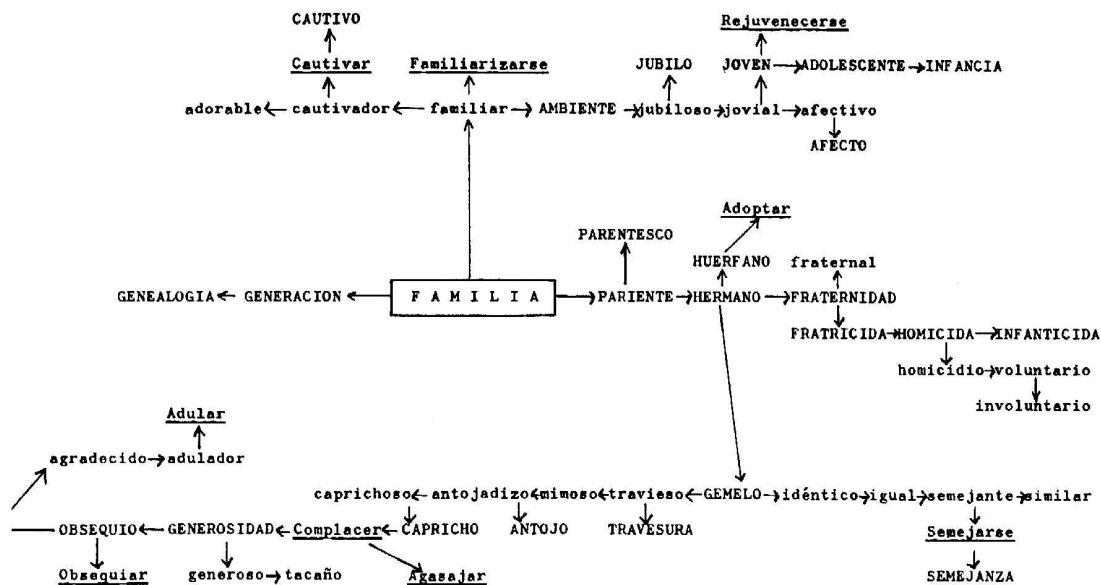 CAUTIVO Rejuvenecerse
Cautivar Familiarizarse JUBILO JOVEN ADOLESCENTE INFANCIA
adorable cautivador familiar AMBIENTE jubiloso jovial afectivo
AFECTO
Adoptar
PARENTESCO
HUERFANO fraternal
GENEALOGIA GENERACION FAMILIA PARIENTE HERMANO FRATERNIDAD
FRATRICIDA HOMICIDA INFANTICIDA
homicidio voluntario
involuntario
Adular
agradecido adulador
caprichoso antojadizo mimoso travieso GEMELO idéntico igual semejante similar
OBSEQUIO GENEROSIDAD Complacer CAPRICHO ANTOJO TRAVESURA Semejarse
Obsequiar generoso tacaño Agasajar SEMEJANZA